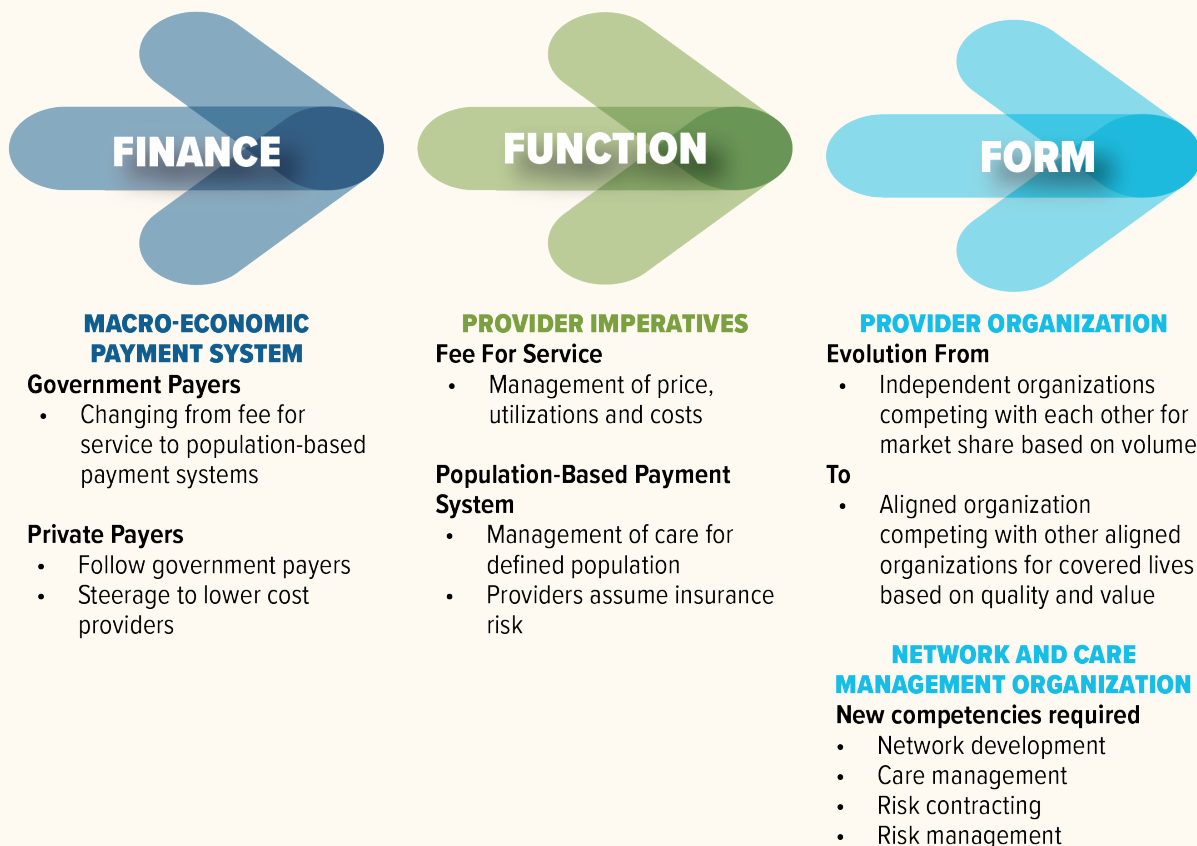 FINANCE
MACRO-ECONOMIC
PAYMENT SYSTEM
Government Payers
• Changing from fee for
service to population-based
payment systems
Private Payers
• Follow government payers
• Steerage to lower cost
providers
FUNCTION
PROVIDER IMPERATIVES
Fee For Service
• Management of price,
utilizations and costs
Population-Based Payment
System
• Management of care for
defined population
• Providers assume insurance
risk
FORM
PROVIDER ORGANIZATION
Evolution From
• Independent organizations
competing with each other for
market share based on volume
To
• Aligned organization
competing with other aligned
organizations for covered lives
based on quality and value
NETWORK AND CARE
MANAGEMENT ORGANIZATION
New competencies required
• Network development
• Care management
• Risk contracting
• Risk management